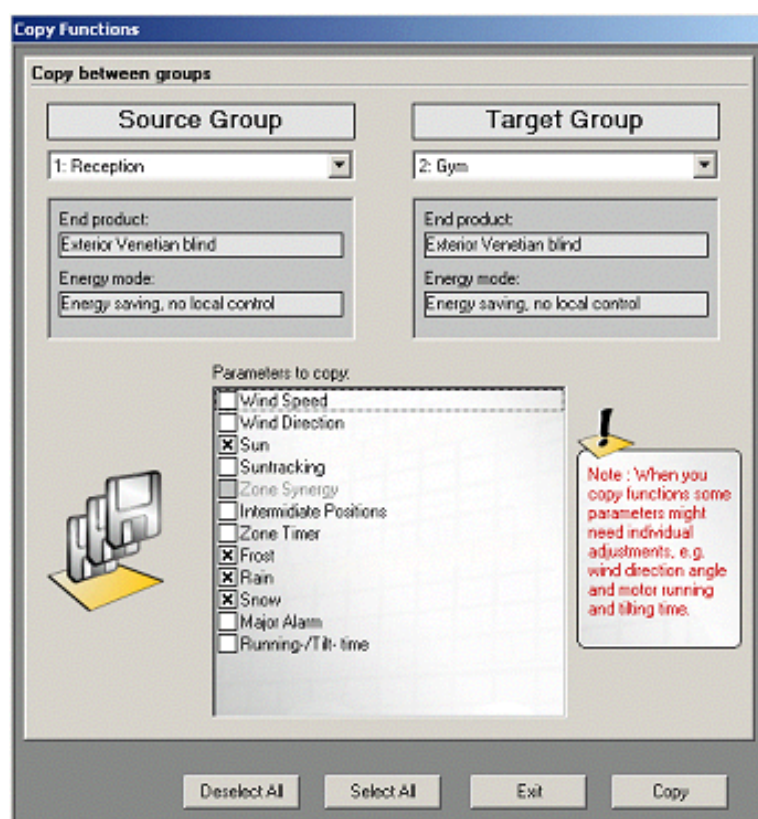 Copy Functions
Copy between groups
Source Group
Target Group
1: Reception
2: Gym
End product:
Exterior Venetian blind
Energy mode:
Energy saving, no local control
End product:
Exterior Venetian blind
Energy mode:
Energy saving, no local control
Parameters to copy:
Wind Speed
Wind Direction
Sun
Suntracking
Zone Synergy
Intermidiate Positions
Zone Timer
Frost
Rain
Snow
Major Alarm
Running-/Tilt- time
!
Note : When you
copy functions some
parameters might
need individual
adjustments, e.g.
wind direction angle
and motor running
and tilting time.
Deselect All
Select All
Exit
Copy